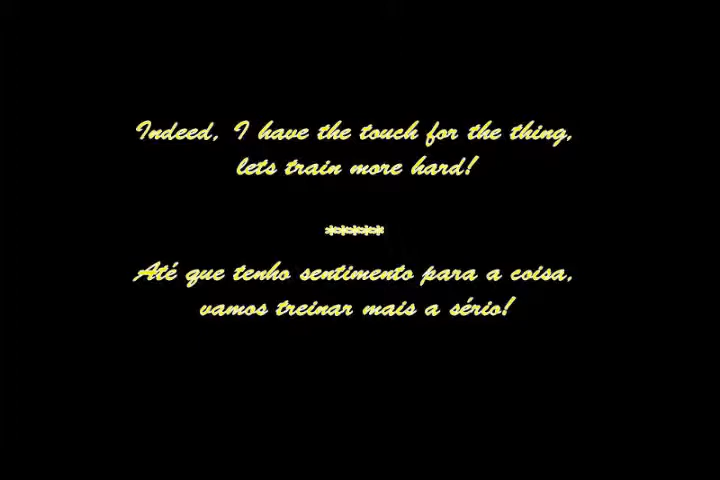 Indeed, I have the touch for the thing,
lets train more hard!
*****
Até que tenho sentimento para a coisa,
vamos treinar mais a sério!